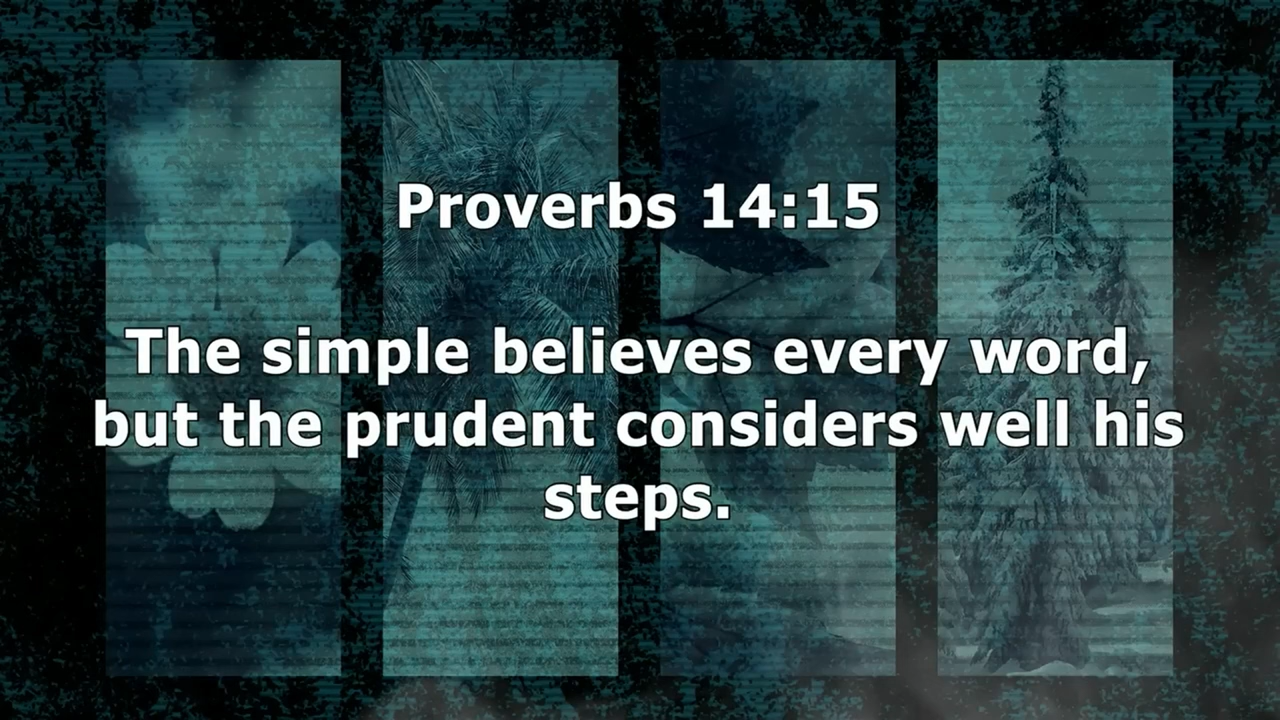 Proverbs 14:15
The simple believes every word,
but the prudent considers well his
steps.